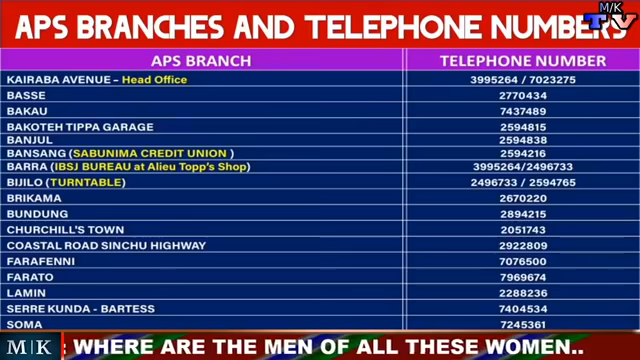 APS BRANCHES AND TELEPHONE NUMBERS
M/K
TV
APS BRANCH TELEPHONE NUMBER
KAIRABA AVENUE – Head Office 3995264 / 7023275
BASSE 2770434
BAKAU 7437489
BAKOTEH TIPPA GARAGE 2594815
BANJUL 2594838
BANSANG (SABUNIMA CREDIT UNION ) 2594216
BARRA (IBSJ BUREAU at Alieu Topp's Shop) 3995264/2496733
BIJILO (TURNTABLE) 2496733 / 2594765
BRIKAMA 2670220
BUNDUNG 2894215
CHURCHILL'S TOWN 2051743
COASTAL ROAD SINCHU HIGHWAY 2922809
FARAFENNI 7076500
FARATO 7969674
LAMIN 2288236
SERRE KUNDA - BARTESS 7404534
SOMA 7245361
M|K : WHERE ARE THE MEN OF ALL THESE WOMEN..